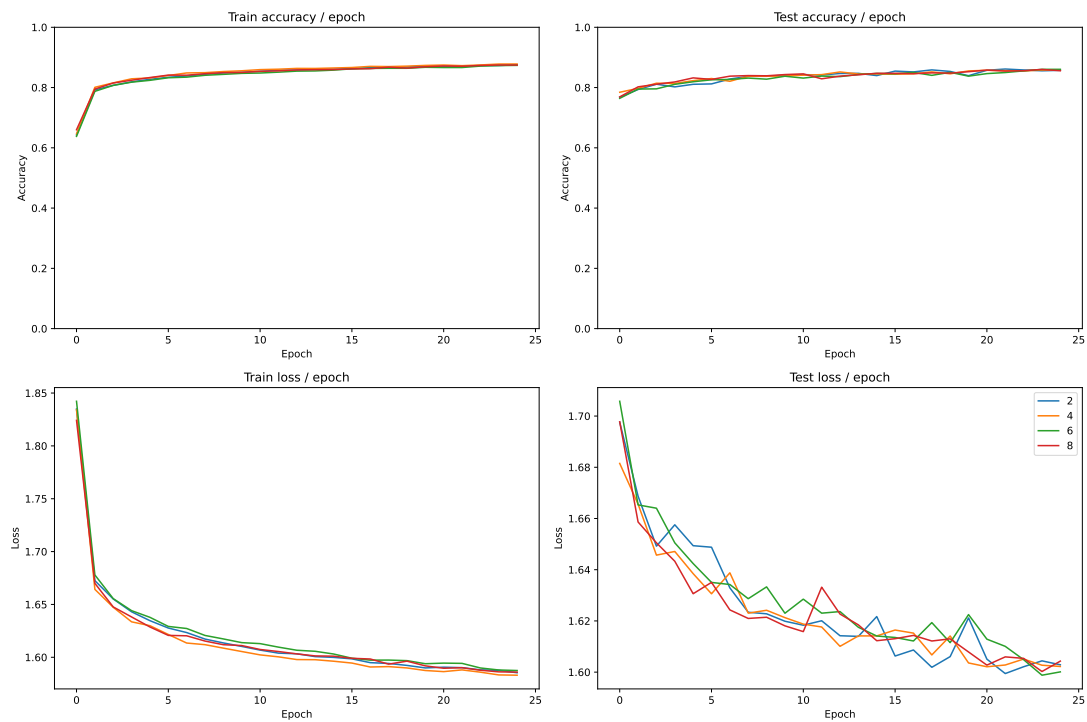 Train accuracy / epoch
1.0
0.8
0.6
0.4
0.2
0.0
Accuracy
0 5 10 15 20 25
Epoch
Test accuracy / epoch
1.0
0.8
0.6
0.4
0.2
0.0
Accuracy
0 5 10 15 20 25
Epoch
Train loss / epoch
1.85
1.80
1.75
1.70
1.65
1.60
Loss
0 5 10 15 20 25
Epoch
Test loss / epoch
1.70
1.68
1.66
1.64
1.62
1.60
Loss
0 5 10 15 20 25
Epoch
2
4
6
8